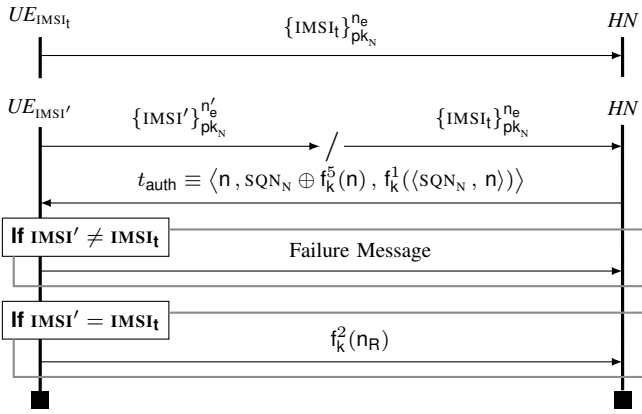 UE_IMSI_t HN
{IMSI_t}^{n_e}_{pk_N}
UE_IMSI′ HN
{IMSI′}^{n′_e}_{pk_N} / {IMSI_t}^{n_e}_{pk_N}
t_auth ≡ ⟨n , SQN_N ⊕ f^5_k(n) , f^1_k(⟨SQN_N , n⟩)⟩
If IMSI′ ≠ IMSI_t
Failure Message
If IMSI′ = IMSI_t
f^2_k(n_R)